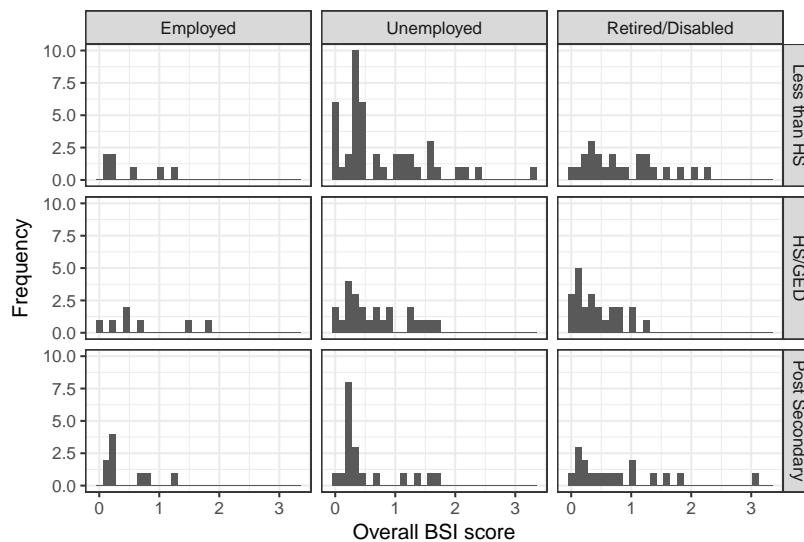 Employed
Unemployed
Retired/Disabled
10.0
7.5
5.0
2.5
0.0
Less than HS
10.0
7.5
5.0
2.5
0.0
HS/GED
10.0
7.5
5.0
2.5
0.0
Post Secondary
Frequency
0 1 2 3
0 1 2 3
0 1 2 3
Overall BSI score